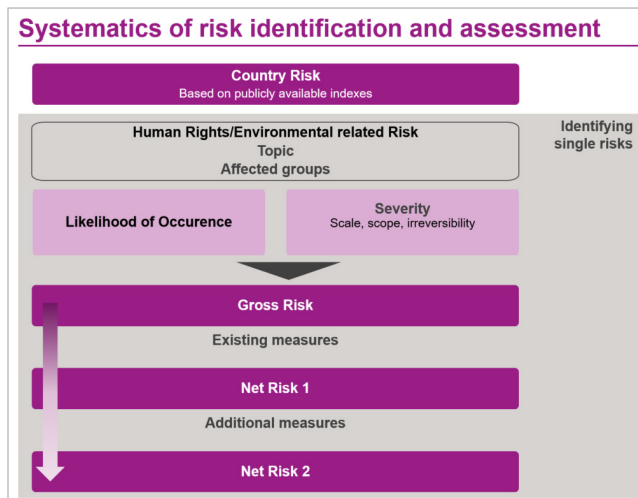 Systematics of risk identification and assessment
Country Risk
Based on publicly available indexes
Identifying
single risks
Human Rights/Environmental related Risk
Topic
Affected groups
Likelihood of Occurence
Severity
Scale, scope, irreversibility
Gross Risk
Existing measures
Net Risk 1
Additional measures
Net Risk 2